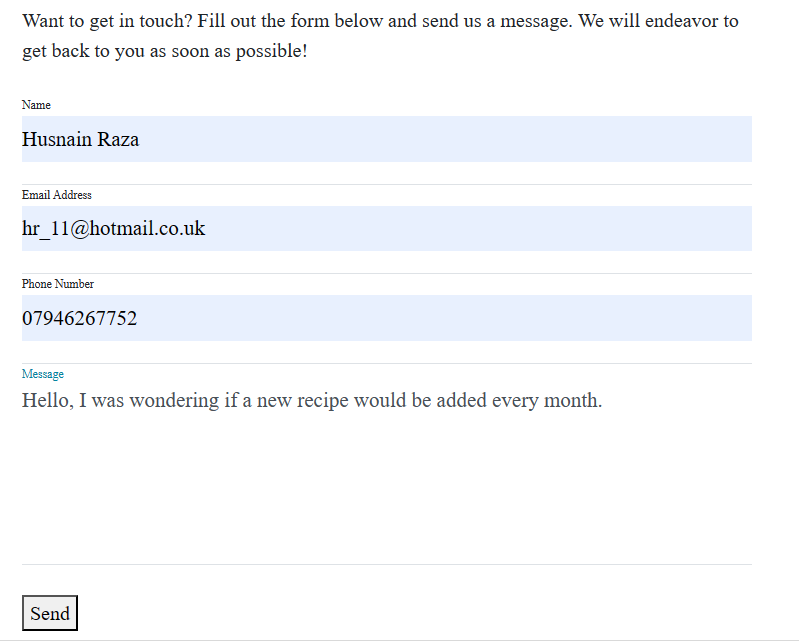 Want to get in touch? Fill out the form below and send us a message. We will endeavor to
get back to you as soon as possible!
Name
Husnain Raza
Email Address
hr_11@hotmail.co.uk
Phone Number
07946267752
Message
Hello, I was wondering if a new recipe would be added every month.
Send